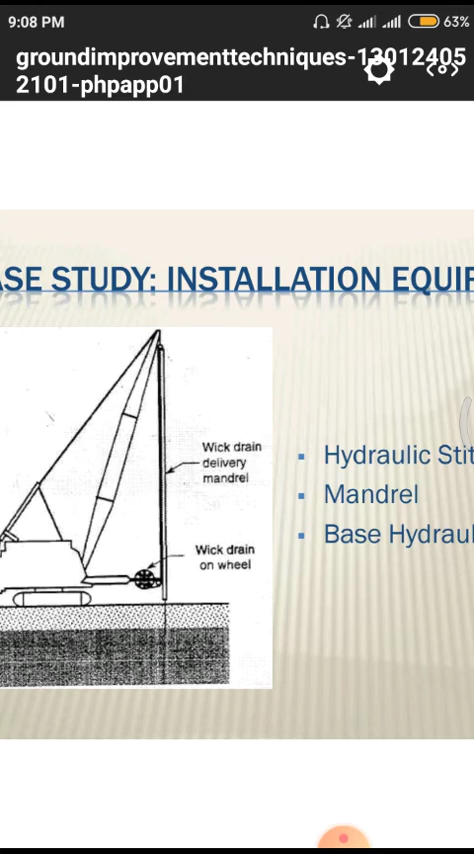 9:08 PM
63%
groundimprovementtechniques-13012405
2101-phpapp01
ASE STUDY: INSTALLATION EQUIP
Wick drain
delivery
mandrel
Wick drain
on wheel
▪ Hydraulic Stit
▪ Mandrel
▪ Base Hydraul